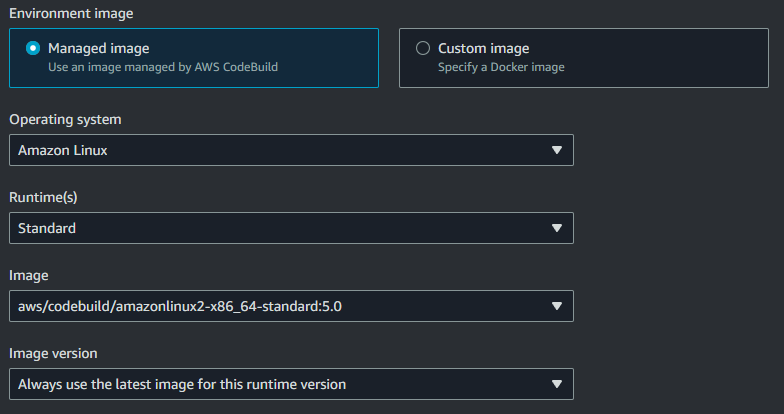 Environment image
Managed image
Use an image managed by AWS CodeBuild
Custom image
Specify a Docker image
Operating system
Amazon Linux
Runtime(s)
Standard
Image
aws/codebuild/amazonlinux2-x86_64-standard:5.0
Image version
Always use the latest image for this runtime version